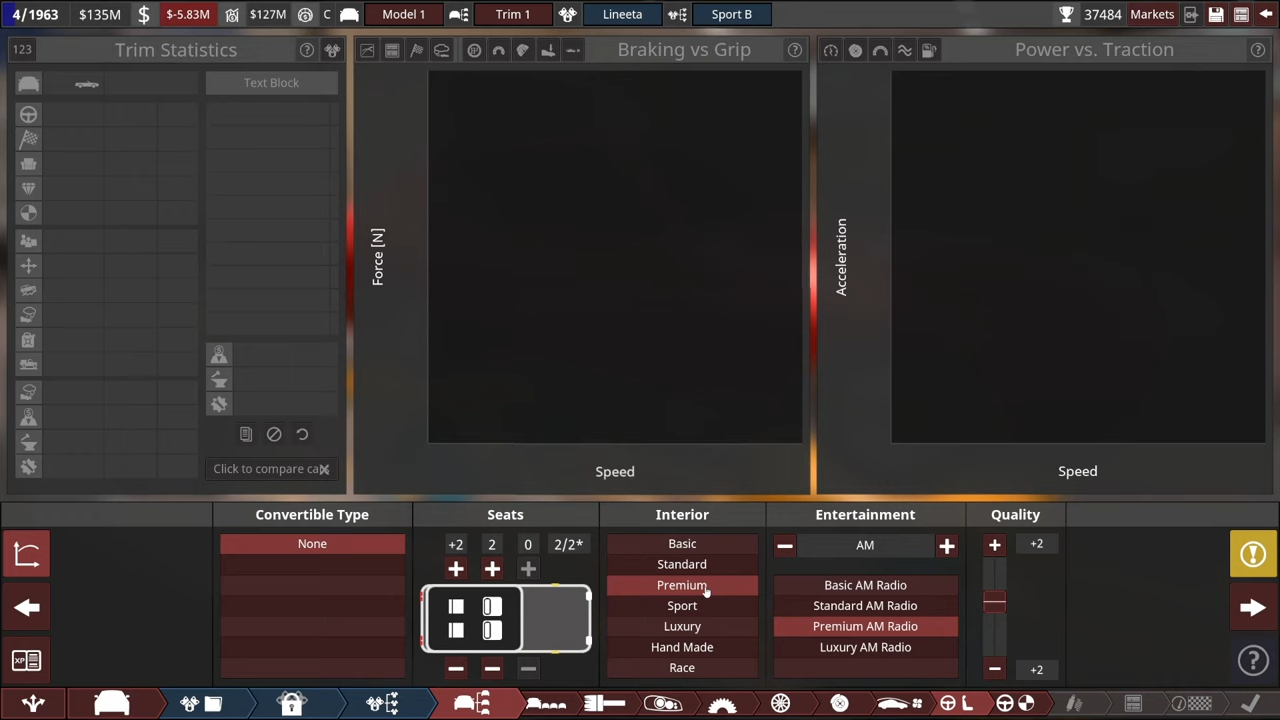 4/1963 $135M $-5.83M $127M C Model 1 Trim 1 Lineeta Sport B 37484 Markets
123 Trim Statistics ? Braking vs Grip ? Power vs. Traction ?
Text Block
Force [N]
Acceleration
Click to compare ca
Speed Speed
Convertible Type Seats Interior Entertainment Quality
None +2 2 0 2/2* Basic AM +2
Standard
Premium Basic AM Radio
Sport Standard AM Radio
Luxury Premium AM Radio
Hand Made Luxury AM Radio
Race +2
XP